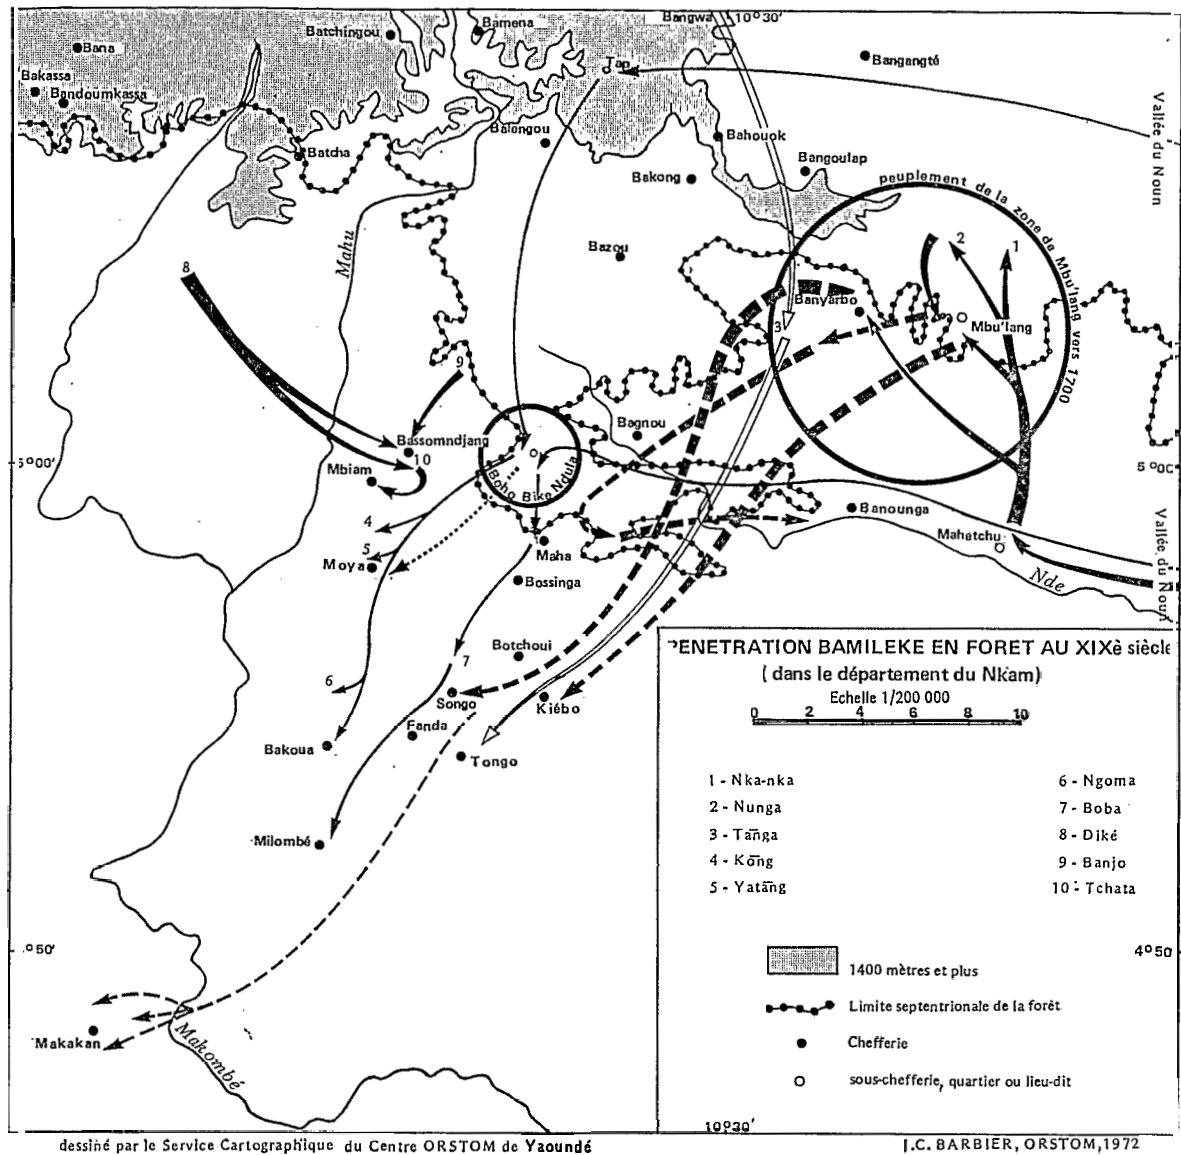 Bangwa
10°30'
Bamena
Batchingou
Bana
Tap
Bangangté
Bakassa
Bandoumkassa
Vallée du Noun
Balengou
Bahouok
Batcha
Bangoulap
Bakong
peuplement de la zone de Mbu'lang vers 1700
Mahu
Bazou
2
1
8
Banyarbo
3
Mbu'lang
9
Bagnou
Bassomndjang
10
5°00'
Mbiam
Boho Biko Ndula
5°00
4
Banounga
Vallée du Noun
5
Maha
Mahatchu
Moya
Bossinga
Nde
Botchoui
7
6
Songo
Kiébo
Fanda
Bakoua
Tongo
Milombé
PENETRATION BAMILEKE EN FORET AU XIXè siècle
(dans le département du Nkam)
Echelle 1/200 000
0 2 4 6 8 10
1 - Nka-nka
2 - Nunga
3 - Tānga
4 - Kōng
5 - Yatāng
6 - Ngoma
7 - Boba
8 - Diké
9 - Banjo
10 - Tchata
°50'
4°50
1400 mètres et plus
Limite septentrionale de la forêt
Chefferie
sous-chefferie, quartier ou lieu-dit
Makakan
Makombé
10°30'
dessiné par le Service Cartographique du Centre ORSTOM de Yaoundé
J.C. BARBIER, ORSTOM, 1972